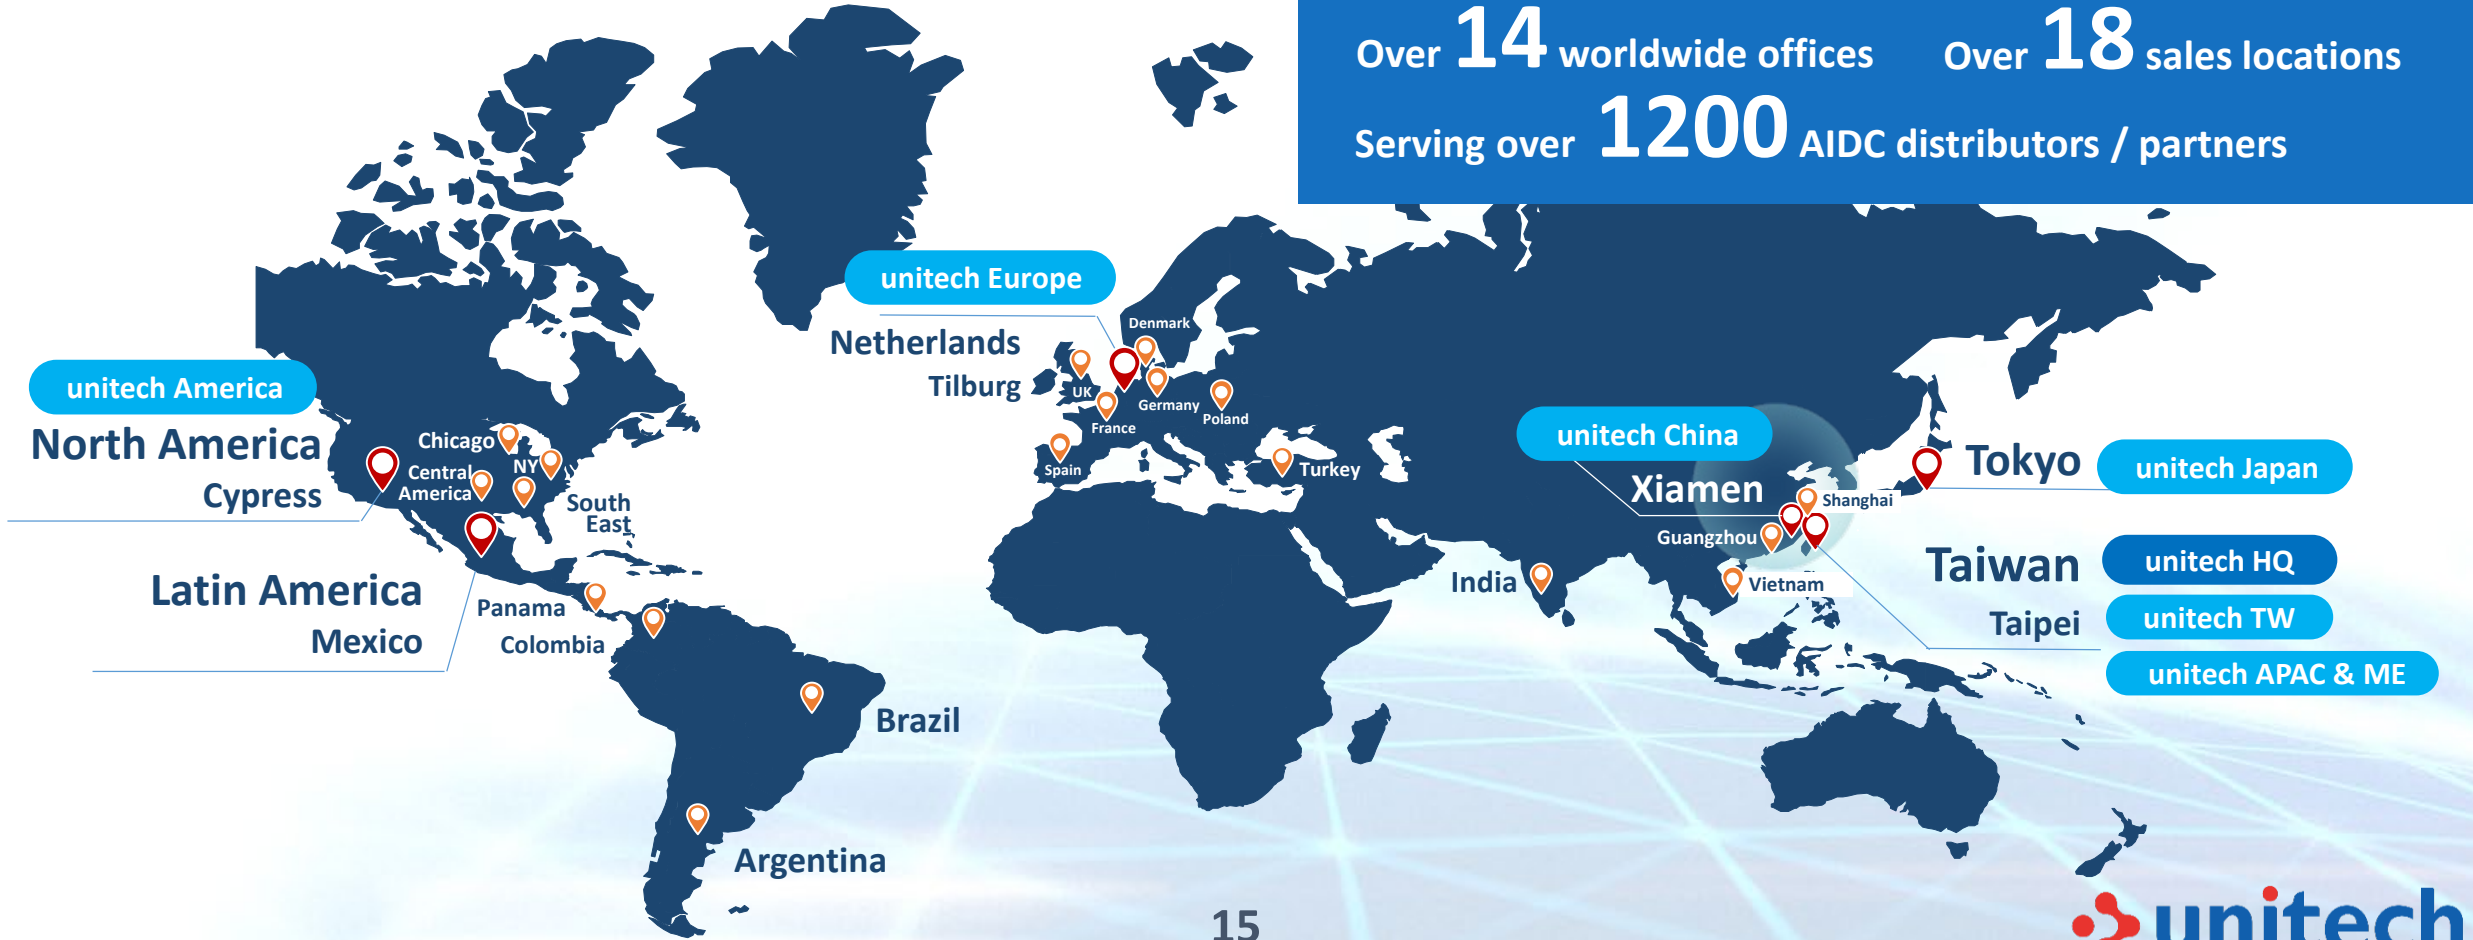 Over 14 worldwide offices
Over 18 sales locations
Serving over 1200 AIDC distributors / partners
unitech Europe
Netherlands
Tilburg
Denmark
UK
Germany
Poland
France
Spain
Turkey
unitech America
North America
Cypress
Chicago
Central
America
NY
South
East
Latin America
Mexico
Panama
Colombia
Brazil
Argentina
unitech China
Xiamen
Shanghai
Guangzhou
India
Vietnam
Tokyo
unitech Japan
Taiwan
Taipei
unitech HQ
unitech TW
unitech APAC & ME
15
unitech